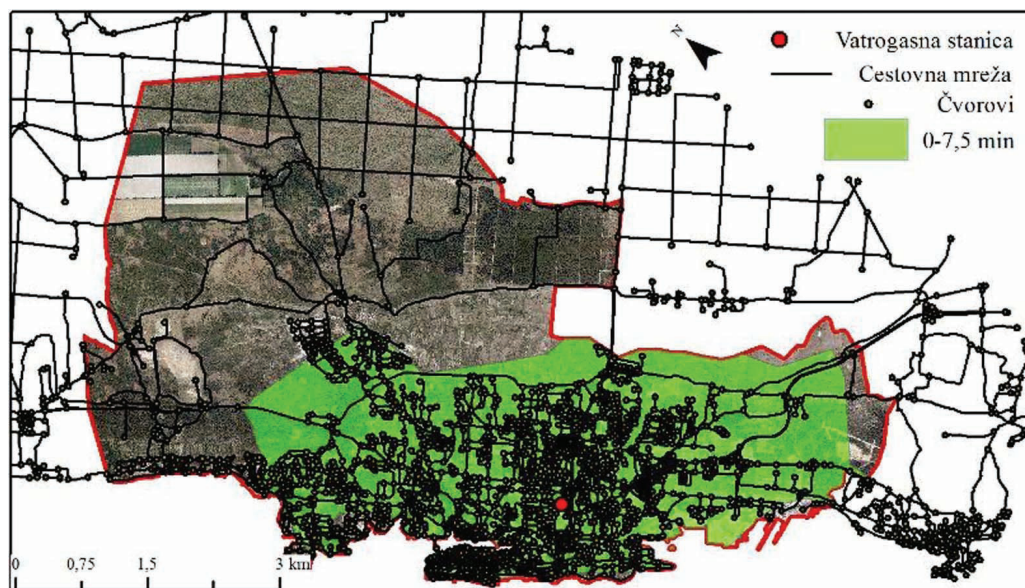 N
Vatrogasna stanica
Cestovna mreža
Čvorovi
0-7,5 min
0 0,75 1,5 3 km